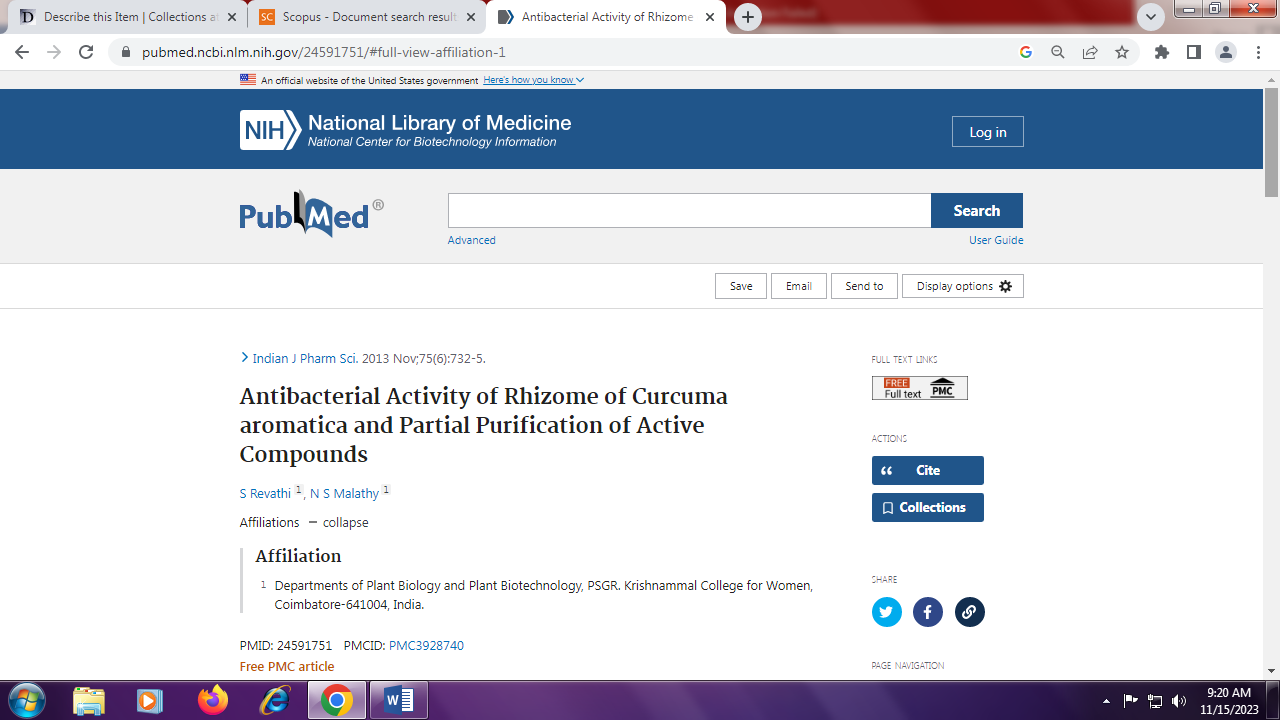 Describe this Item | Collections at
SC Scopus - Document search result
Antibacterial Activity of Rhizome
pubmed.ncbi.nlm.nih.gov/24591751/#full-view-affiliation-1
An official website of the United States government Here's how you know
NIH National Library of Medicine
National Center for Biotechnology Information
Log in
PubMed®
Search
Advanced
User Guide
Save Email Send to Display options
Indian J Pharm Sci. 2013 Nov;75(6):732-5.
Antibacterial Activity of Rhizome of Curcuma
aromatica and Partial Purification of Active
Compounds
S Revathi 1, N S Malathy 1
Affiliations — collapse
Affiliation
1 Departments of Plant Biology and Plant Biotechnology, PSGR. Krishnammal College for Women,
Coimbatore-641004, India.
PMID: 24591751 PMCID: PMC3928740
Free PMC article
FULL TEXT LINKS
FREE
Full text PMC
ACTIONS
Cite
Collections
SHARE
PAGE NAVIGATION
9:20 AM
11/15/2023